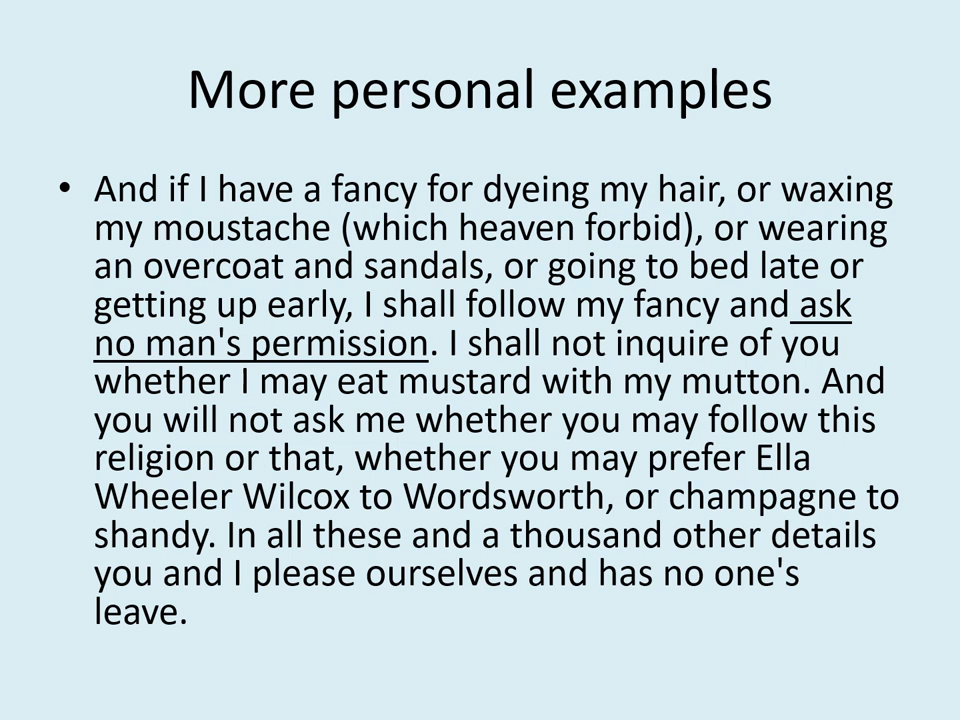 More personal examples
• And if I have a fancy for dyeing my hair, or waxing
my moustache (which heaven forbid), or wearing
an overcoat and sandals, or going to bed late or
getting up early, I shall follow my fancy and ask
no man's permission. I shall not inquire of you
whether I may eat mustard with my mutton. And
you will not ask me whether you may follow this
religion or that, whether you may prefer Ella
Wheeler Wilcox to Wordsworth, or champagne to
shandy. In all these and a thousand other details
you and I please ourselves and has no one's
leave.